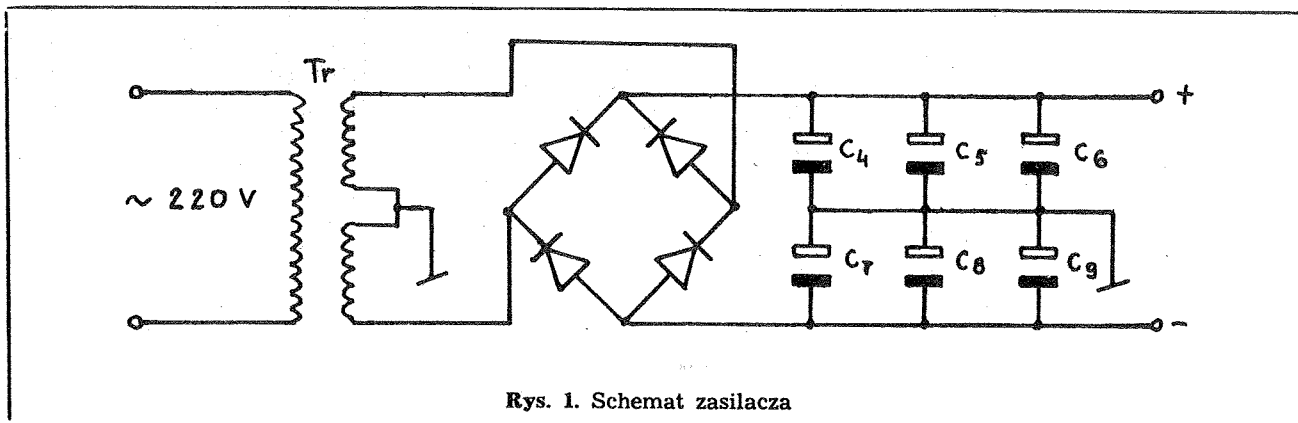 Tr
~ 220 V
C4
C5
C6
C7
C8
C9
+
-
Rys. 1. Schemat zasilacza